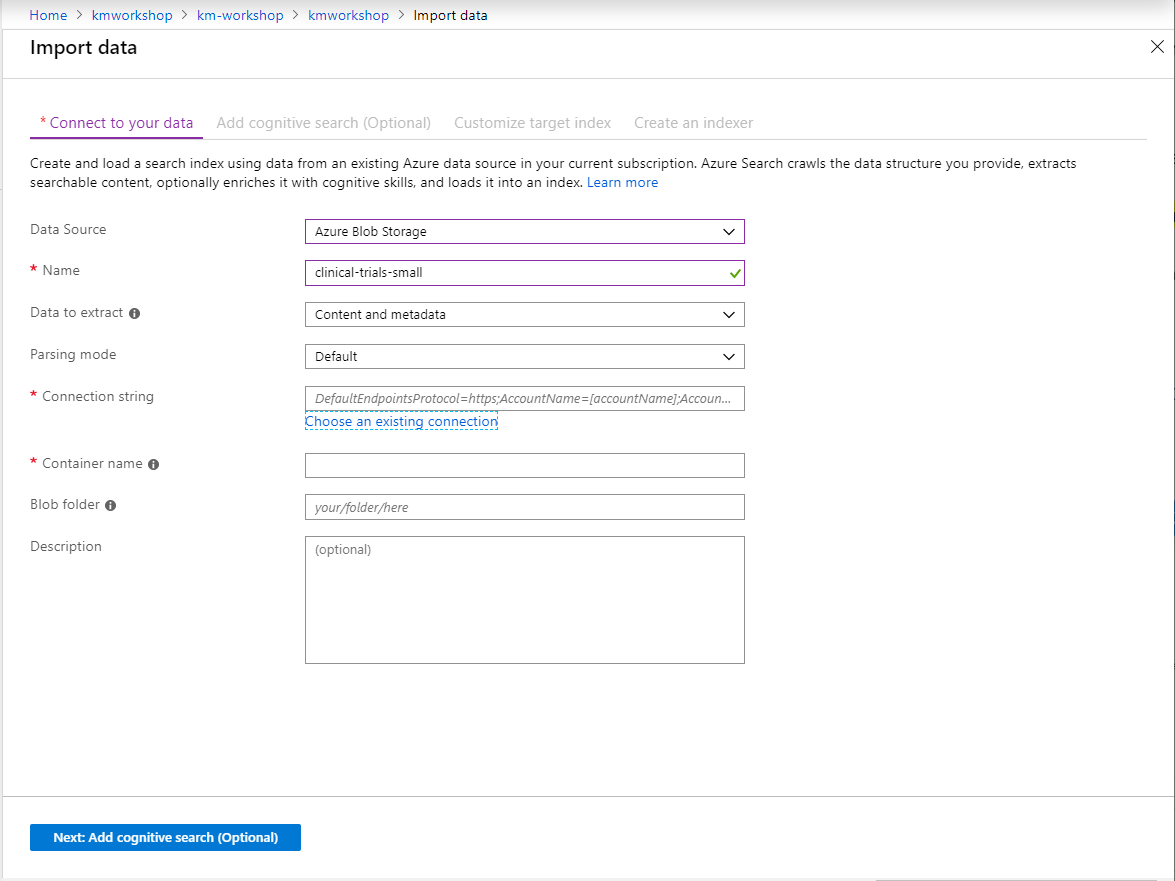 Home > kmworkshop > km-workshop > kmworkshop > Import data
Import data
* Connect to your data Add cognitive search (Optional) Customize target index Create an indexer
Create and load a search index using data from an existing Azure data source in your current subscription. Azure Search crawls the data structure you provide, extracts
searchable content, optionally enriches it with cognitive skills, and loads it into an index. Learn more
Data Source Azure Blob Storage
* Name clinical-trials-small
Data to extract Content and metadata
Parsing mode Default
* Connection string DefaultEndpointsProtocol=https;AccountName=[accountName];Accoun...
Choose an existing connection
* Container name
Blob folder your/folder/here
Description (optional)
Next: Add cognitive search (Optional)